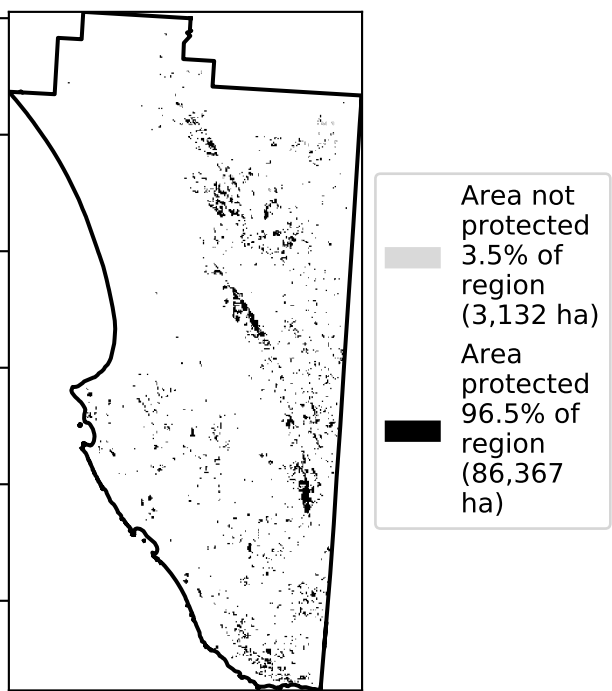 Area not
protected
3.5% of
region
(3,132 ha)
Area
protected
96.5% of
region
(86,367
ha)